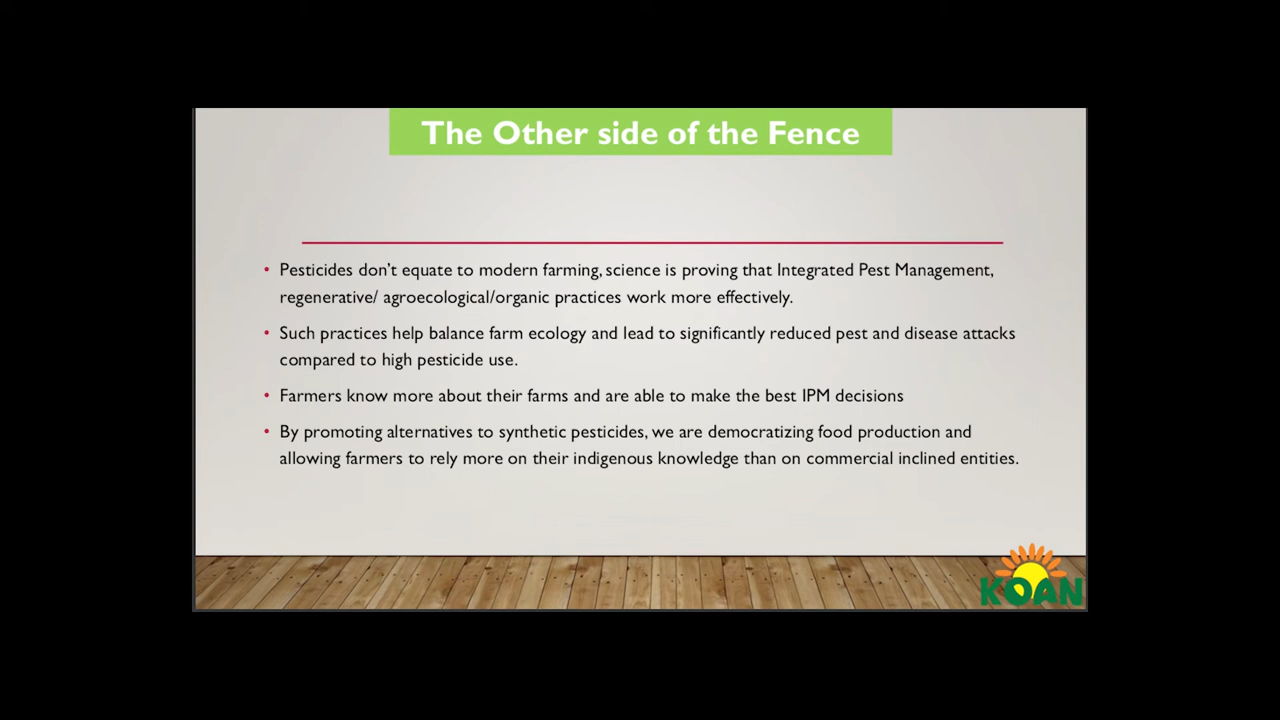 The Other side of the Fence
• Pesticides don't equate to modern farming, science is proving that Integrated Pest Management,
regenerative/ agroecological/organic practices work more effectively.
• Such practices help balance farm ecology and lead to significantly reduced pest and disease attacks
compared to high pesticide use.
• Farmers know more about their farms and are able to make the best IPM decisions
• By promoting alternatives to synthetic pesticides, we are democratizing food production and
allowing farmers to rely more on their indigenous knowledge than on commercial inclined entities.
KOAN